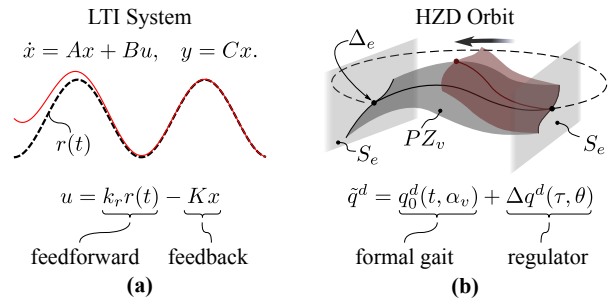 LTI System
ẋ = Ax + Bu, y = Cx.
r(t)
u = k_r r(t) − Kx
feedforward feedback
(a)
HZD Orbit
Δ_e
S_e
PZ_v
S_e
q̃^d = q_0^d(t, α_v) + Δq^d(τ, θ)
formal gait regulator
(b)